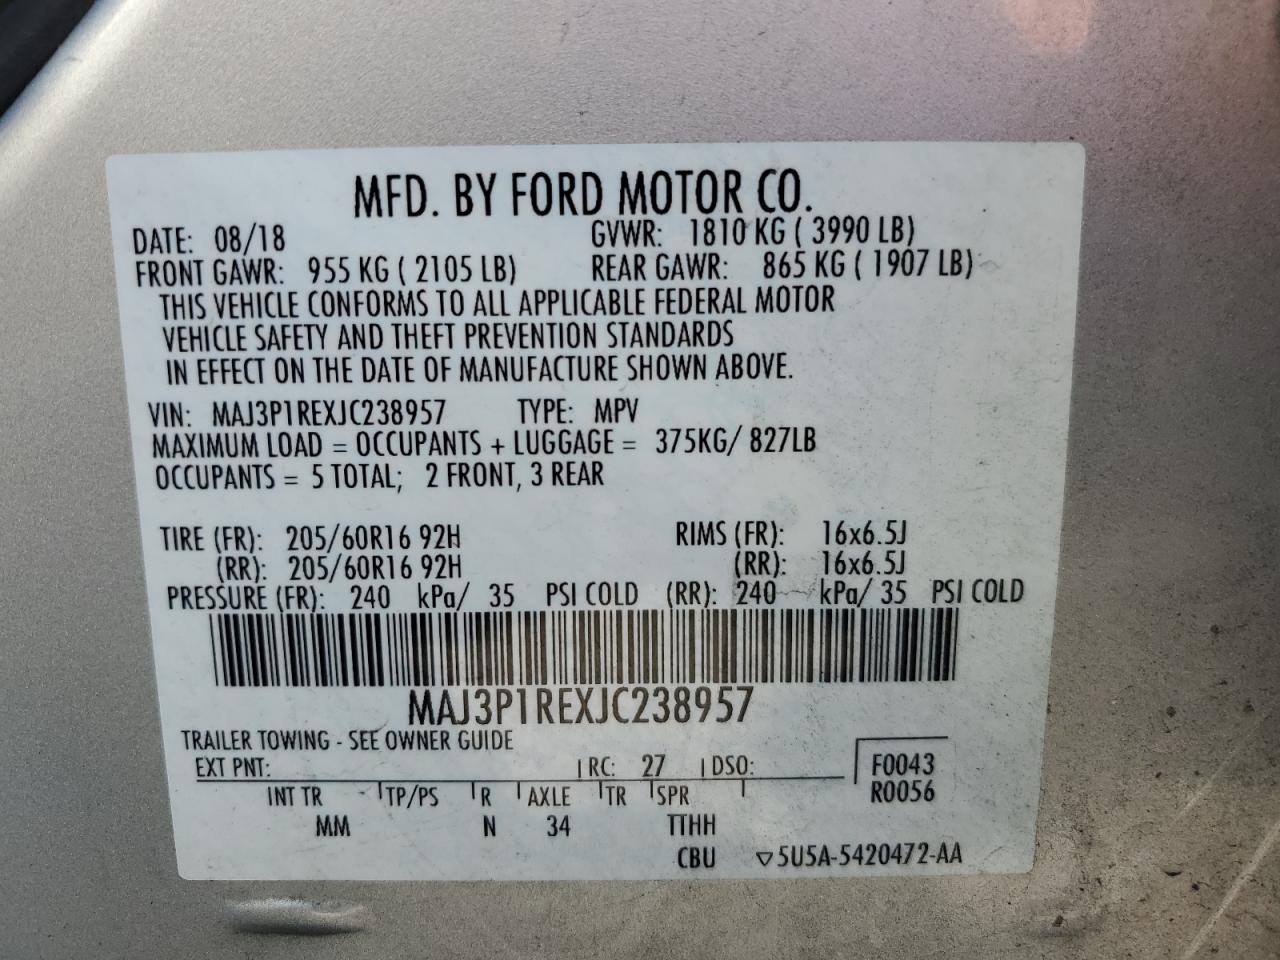 MFD. BY FORD MOTOR CO.
DATE: 08/18 GVWR: 1810 KG ( 3990 LB)
FRONT GAWR: 955 KG ( 2105 LB) REAR GAWR: 865 KG ( 1907 LB)
THIS VEHICLE CONFORMS TO ALL APPLICABLE FEDERAL MOTOR
VEHICLE SAFETY AND THEFT PREVENTION STANDARDS
IN EFFECT ON THE DATE OF MANUFACTURE SHOWN ABOVE.
VIN: MAJ3P1REXJC238957 TYPE: MPV
MAXIMUM LOAD = OCCUPANTS + LUGGAGE = 375KG/ 827LB
OCCUPANTS = 5 TOTAL; 2 FRONT, 3 REAR
TIRE (FR): 205/60R16 92H RIMS (FR): 16x6.5J
(RR): 205/60R16 92H (RR): 16x6.5J
PRESSURE (FR): 240 kPa/ 35 PSI COLD (RR): 240 kPa/ 35 PSI COLD
MAJ3P1REXJC238957
TRAILER TOWING - SEE OWNER GUIDE
EXT PNT: RC: 27 DSO: F0043
INT TR TP/PS R AXLE TR SPR R0056
MM N 34 TTHH
CBU ▽5U5A-5420472-AA